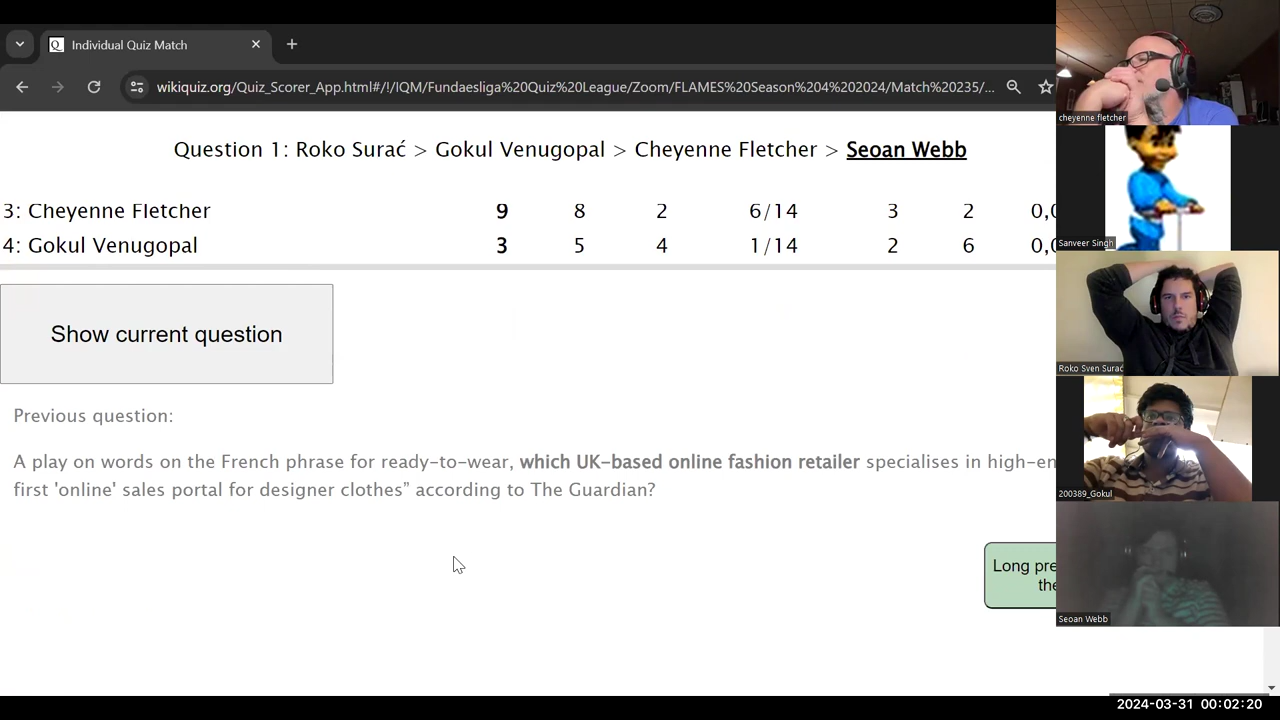 Individual Quiz Match
wikiquiz.org/Quiz_Scorer_App.html#/!/IQM/Fundaesliga%20Quiz%20League/Zoom/FLAMES%20Season%204%202024/Match%2035/...
Question 1: Roko Surać > Gokul Venugopal > Cheyenne Fletcher > Seoan Webb
3: Cheyenne Fletcher 9 8 2 6/14 3 2 0,0
4: Gokul Venugopal 3 5 4 1/14 2 6 0,0
Show current question
Previous question:
A play on words on the French phrase for ready-to-wear, which UK-based online fashion retailer specialises in high-en
first 'online' sales portal for designer clothes” according to The Guardian?
Long pre
the
cheyenne fletcher
Sanveer Singh
Roko Sven Surać
200389_Gokul
Seoan Webb
2024-03-31 00:02:20